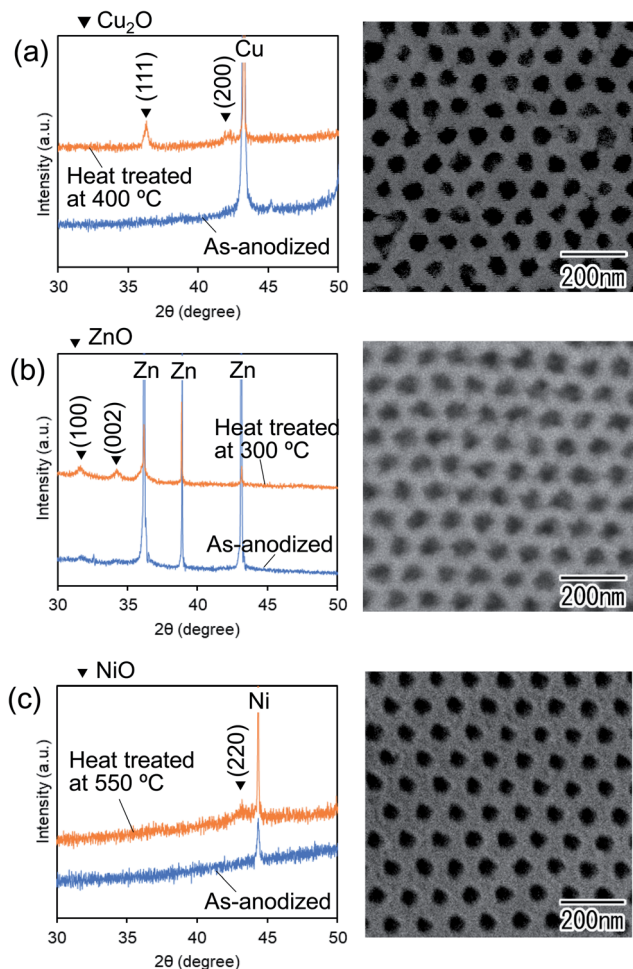 ▼ Cu₂O
(a)
Intensity (a.u.)
(111)
(200)
Cu
Heat treated
at 400 ºC
As-anodized
30 35 40 45 50
2θ (degree)
200nm
▼ ZnO
(b)
Intensity (a.u.)
(100)
(002)
Zn Zn Zn
Heat treated
at 300 ºC
As-anodized
30 35 40 45 50
2θ (degree)
200nm
▼ NiO
(c)
Intensity (a.u.)
Ni
(220)
Heat treated
at 550 ºC
As-anodized
30 35 40 45 50
2θ (degree)
200nm